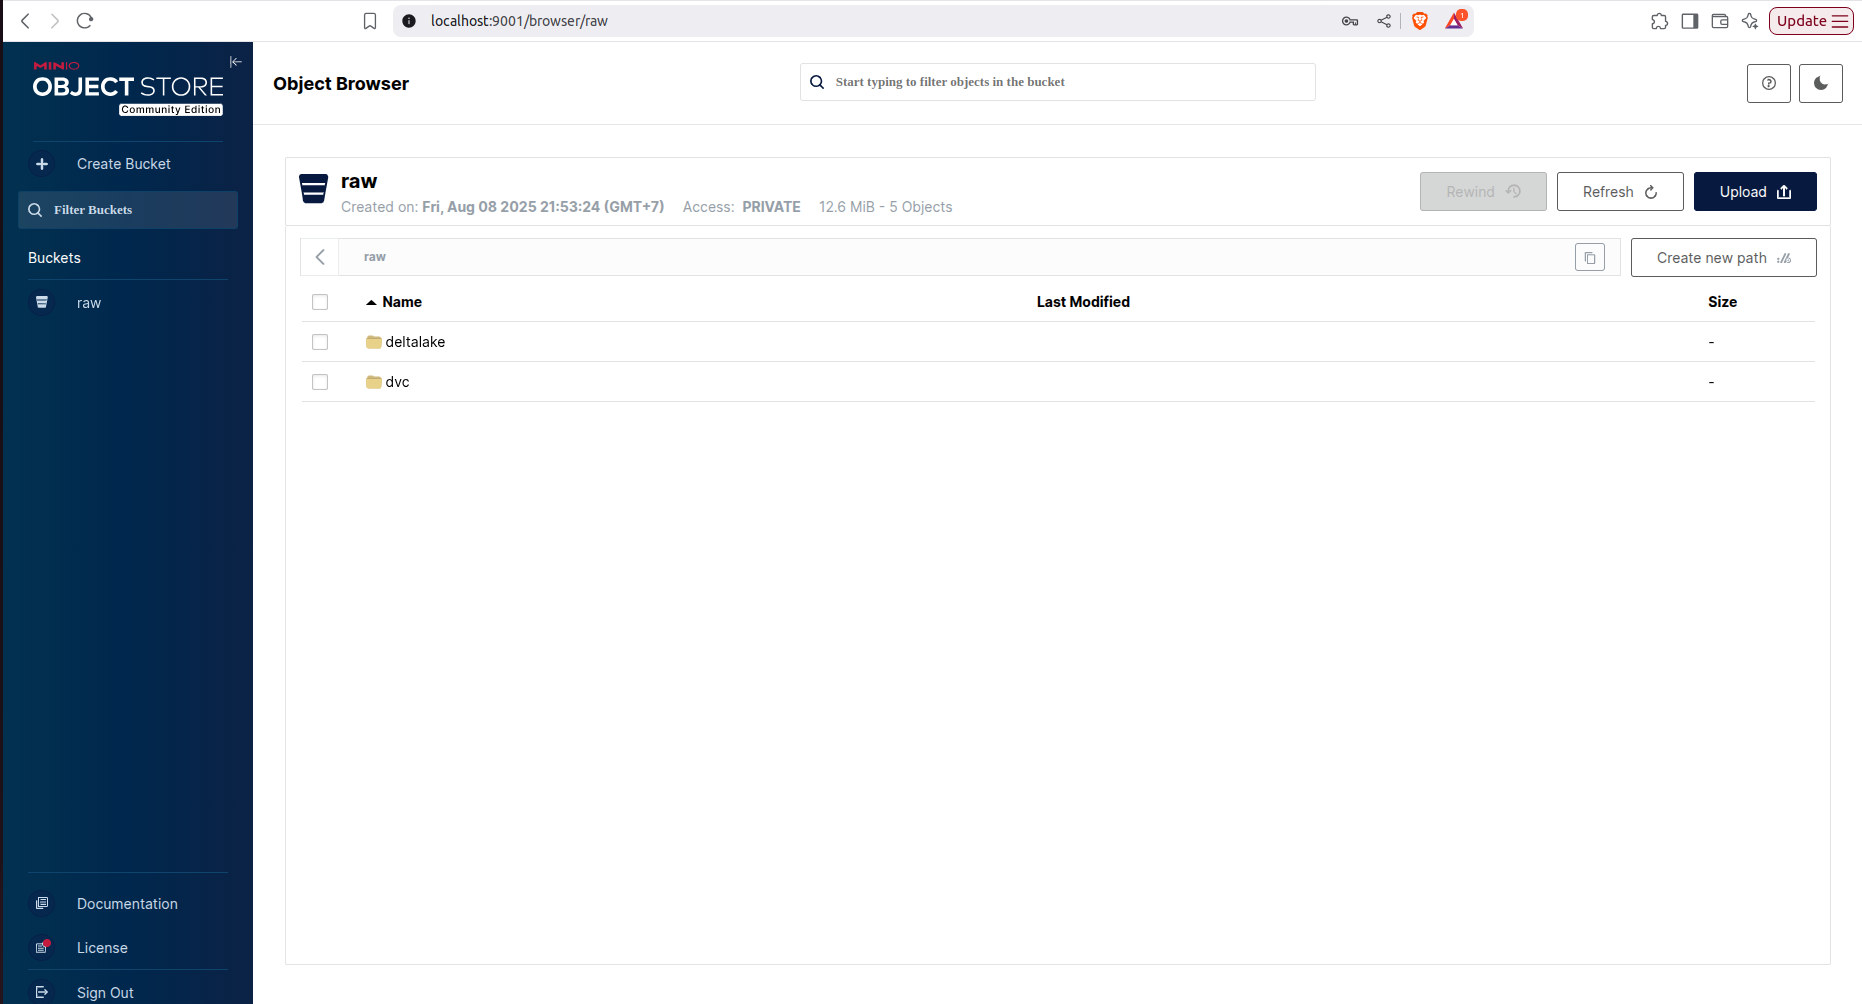 localhost:9001/browser/raw
1
Update
MINIO
OBJECT STORE
Community Edition
Create Bucket
Filter Buckets
Buckets
raw
Documentation
License
Sign Out
Object Browser
Start typing to filter objects in the bucket
raw
Created on: Fri, Aug 08 2025 21:53:24 (GMT+7) Access: PRIVATE 12.6 MiB - 5 Objects
Rewind
Refresh
Upload
raw
Create new path
Name Last Modified Size
deltalake -
dvc -